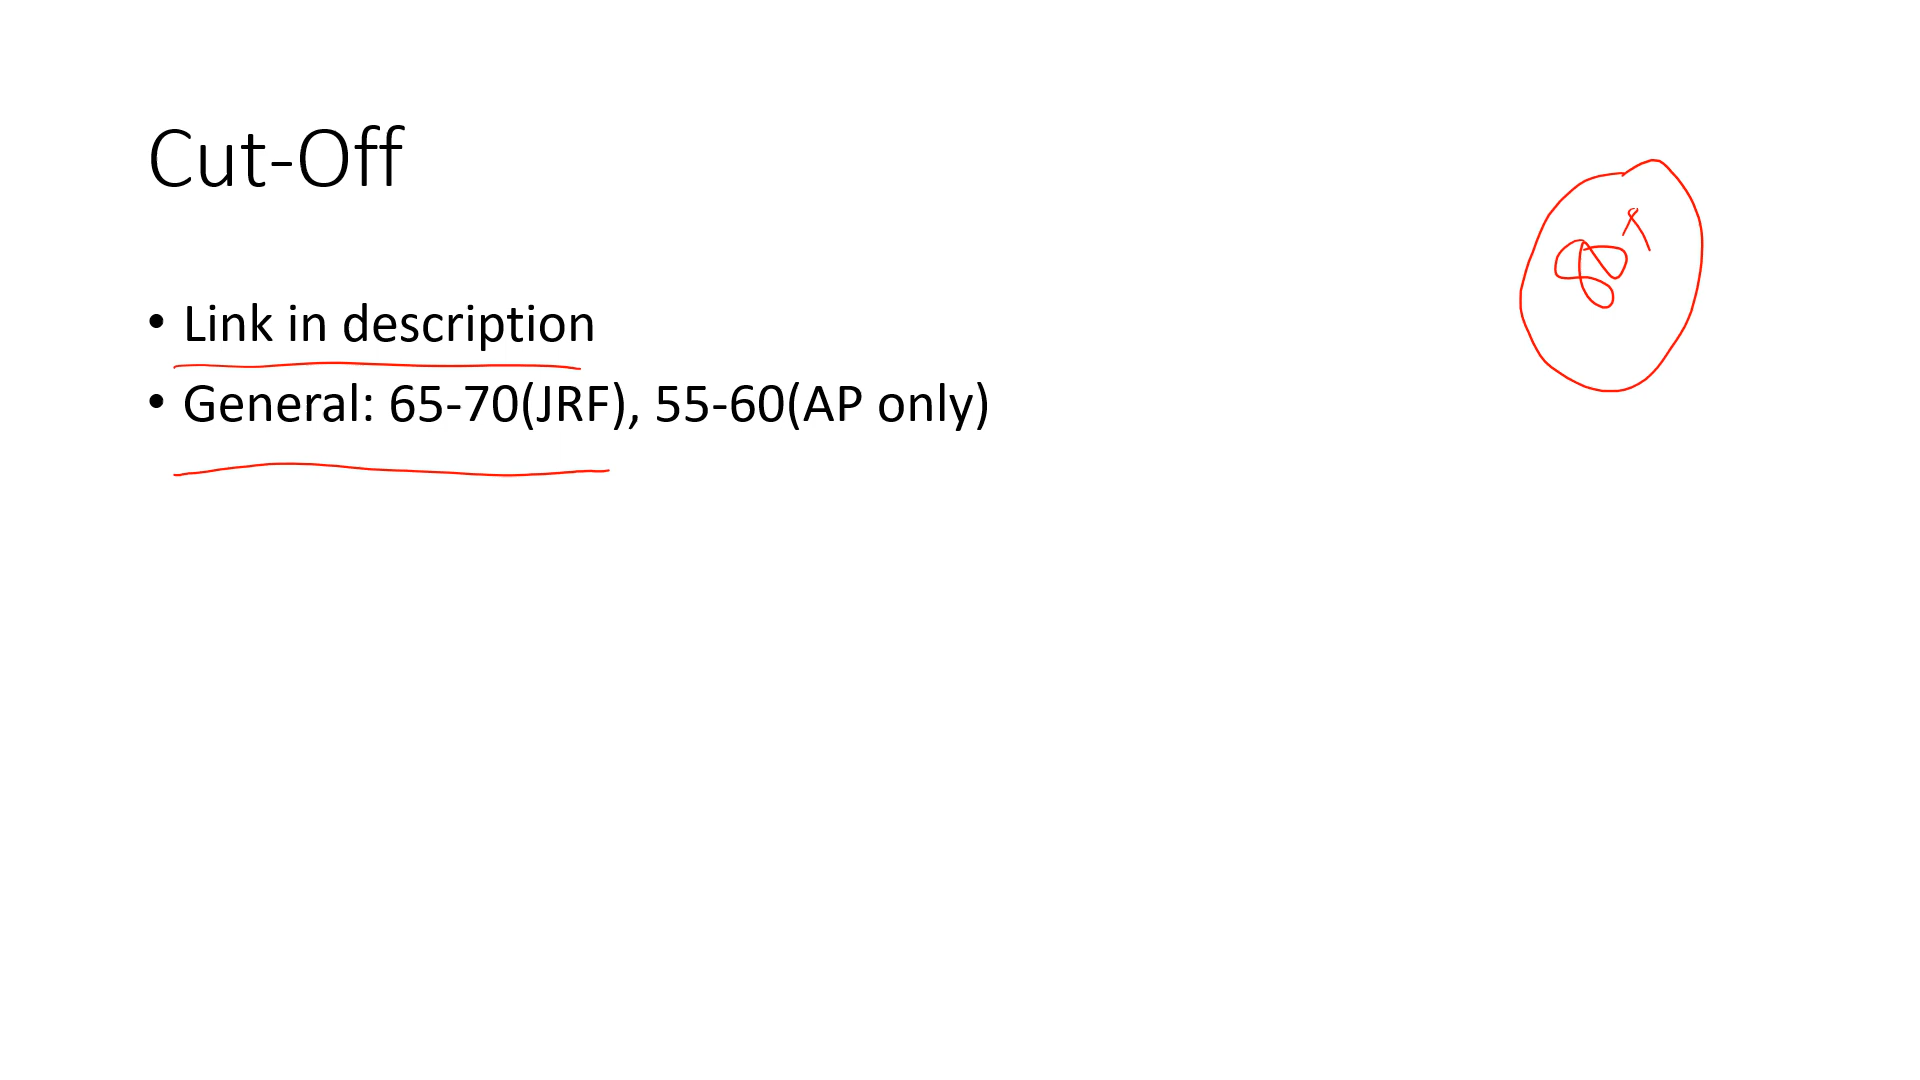 Cut-Off
• Link in description
• General: 65-70(JRF), 55-60(AP only)